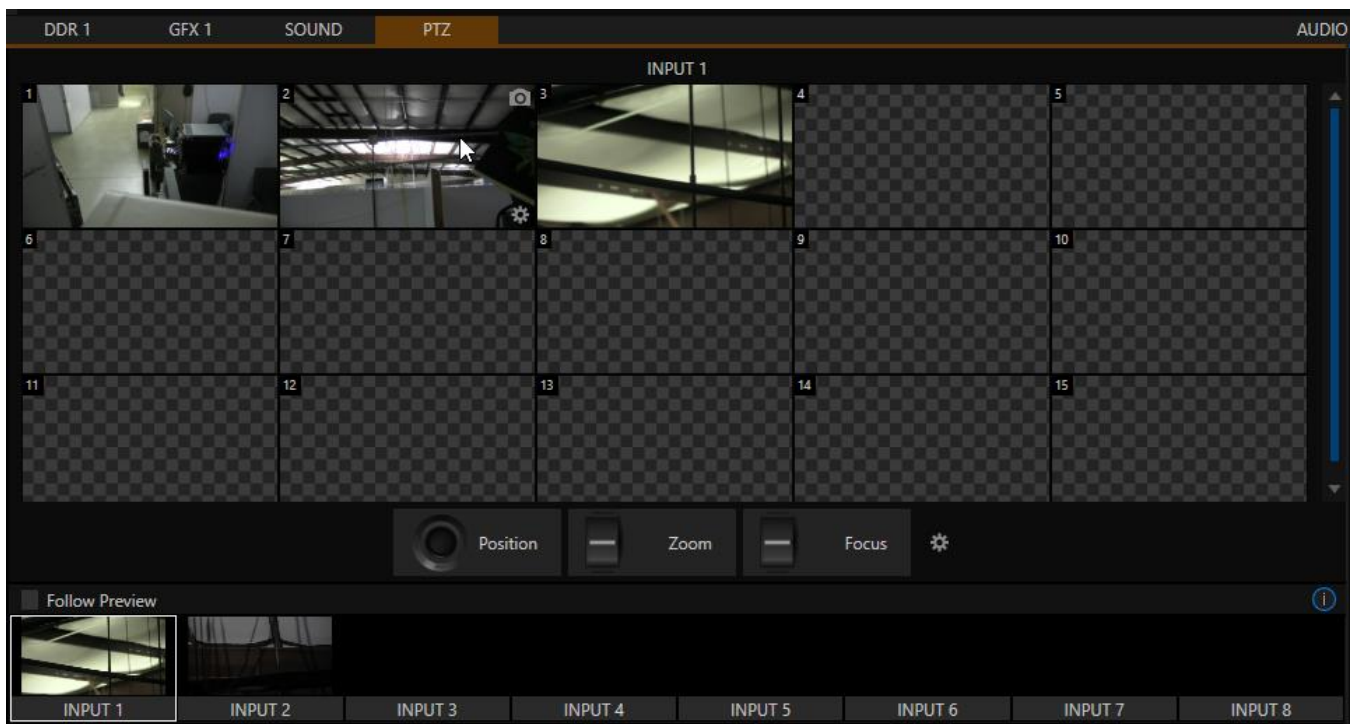 DDR 1 GFX 1 SOUND PTZ AUDIO
INPUT 1
1 2 3 4 5
6 7 8 9 10
11 12 13 14 15
Position Zoom Focus
Follow Preview i
INPUT 1 INPUT 2 INPUT 3 INPUT 4 INPUT 5 INPUT 6 INPUT 7 INPUT 8